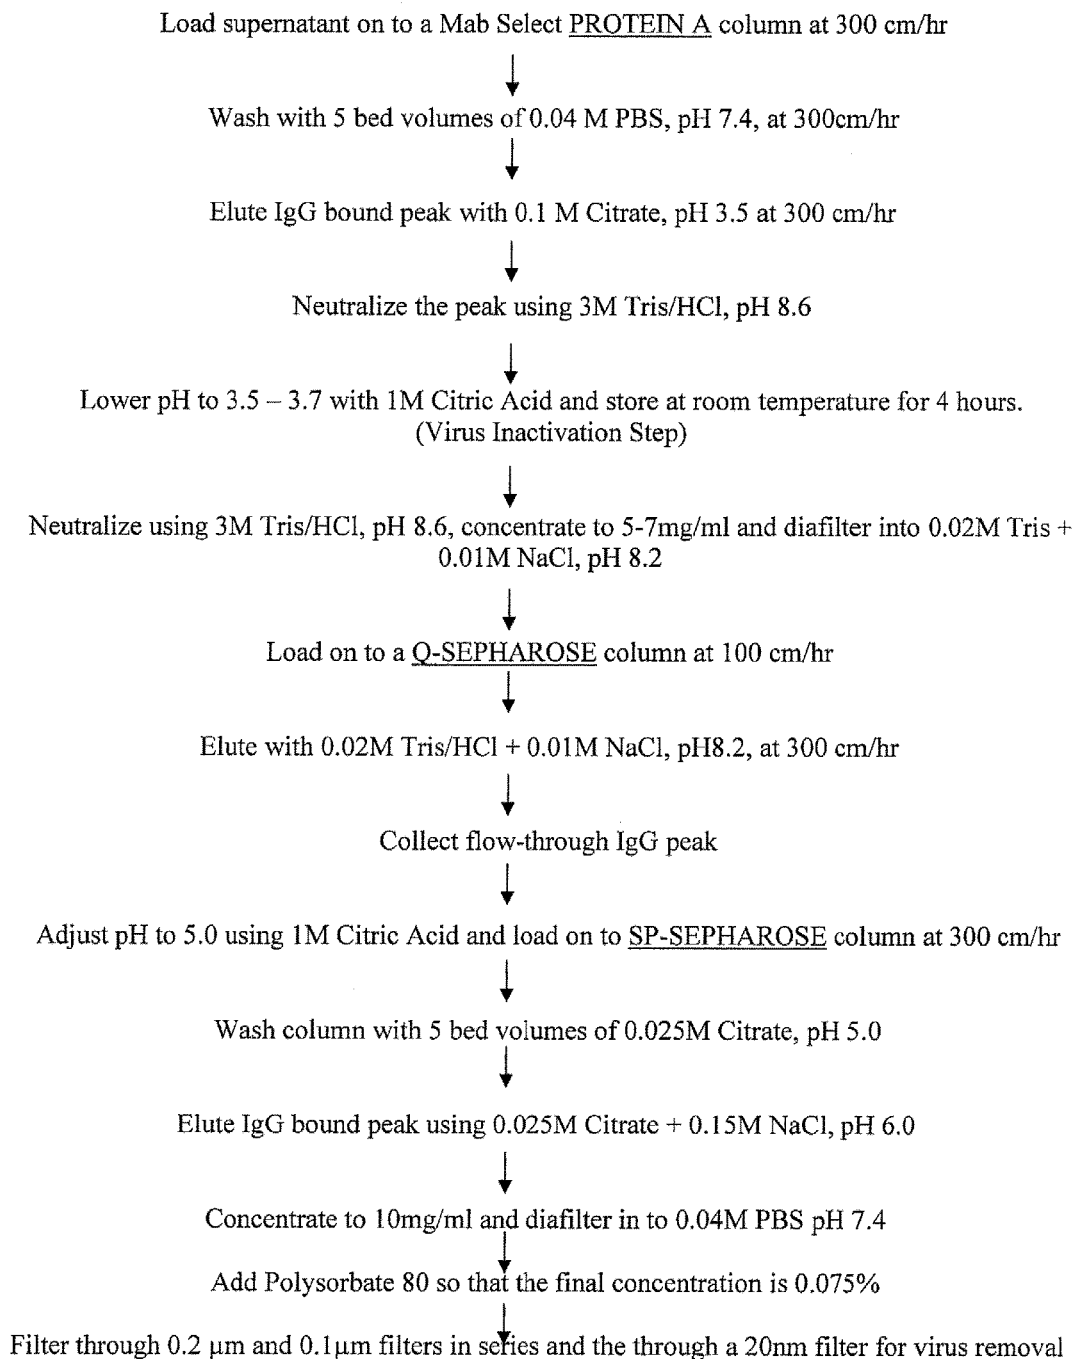 Load supernatant on to a Mab Select PROTEIN A column at 300 cm/hr
Wash with 5 bed volumes of 0.04 M PBS, pH 7.4, at 300cm/hr
Elute IgG bound peak with 0.1 M Citrate, pH 3.5 at 300 cm/hr
Neutralize the peak using 3M Tris/HCl, pH 8.6
Lower pH to 3.5 – 3.7 with 1M Citric Acid and store at room temperature for 4 hours.
(Virus Inactivation Step)
Neutralize using 3M Tris/HCl, pH 8.6, concentrate to 5-7mg/ml and diafilter into 0.02M Tris +
0.01M NaCl, pH 8.2
Load on to a Q-SEPHAROSE column at 100 cm/hr
Elute with 0.02M Tris/HCl + 0.01M NaCl, pH8.2, at 300 cm/hr
Collect flow-through IgG peak
Adjust pH to 5.0 using 1M Citric Acid and load on to SP-SEPHAROSE column at 300 cm/hr
Wash column with 5 bed volumes of 0.025M Citrate, pH 5.0
Elute IgG bound peak using 0.025M Citrate + 0.15M NaCl, pH 6.0
Concentrate to 10mg/ml and diafilter in to 0.04M PBS pH 7.4
Add Polysorbate 80 so that the final concentration is 0.075%
Filter through 0.2 µm and 0.1µm filters in series and the through a 20nm filter for virus removal